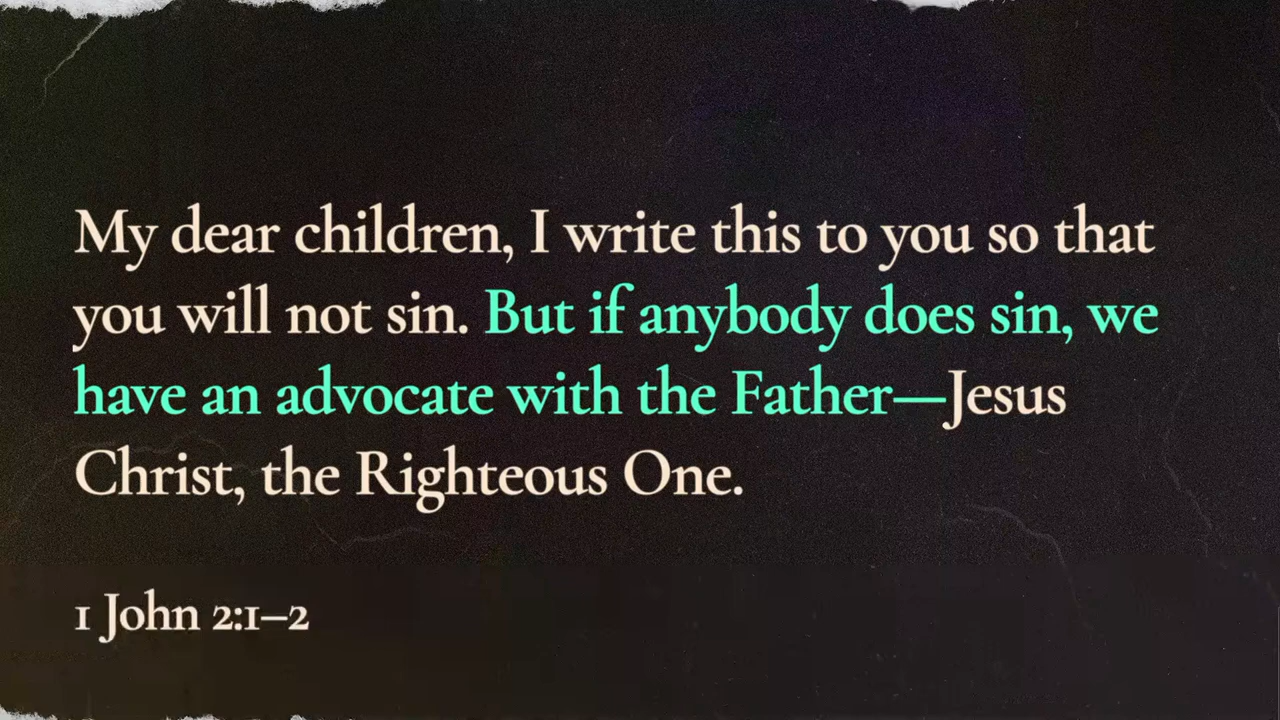 My dear children, I write this to you so that
you will not sin. But if anybody does sin, we
have an advocate with the Father—Jesus
Christ, the Righteous One.
1 John 2:1–2